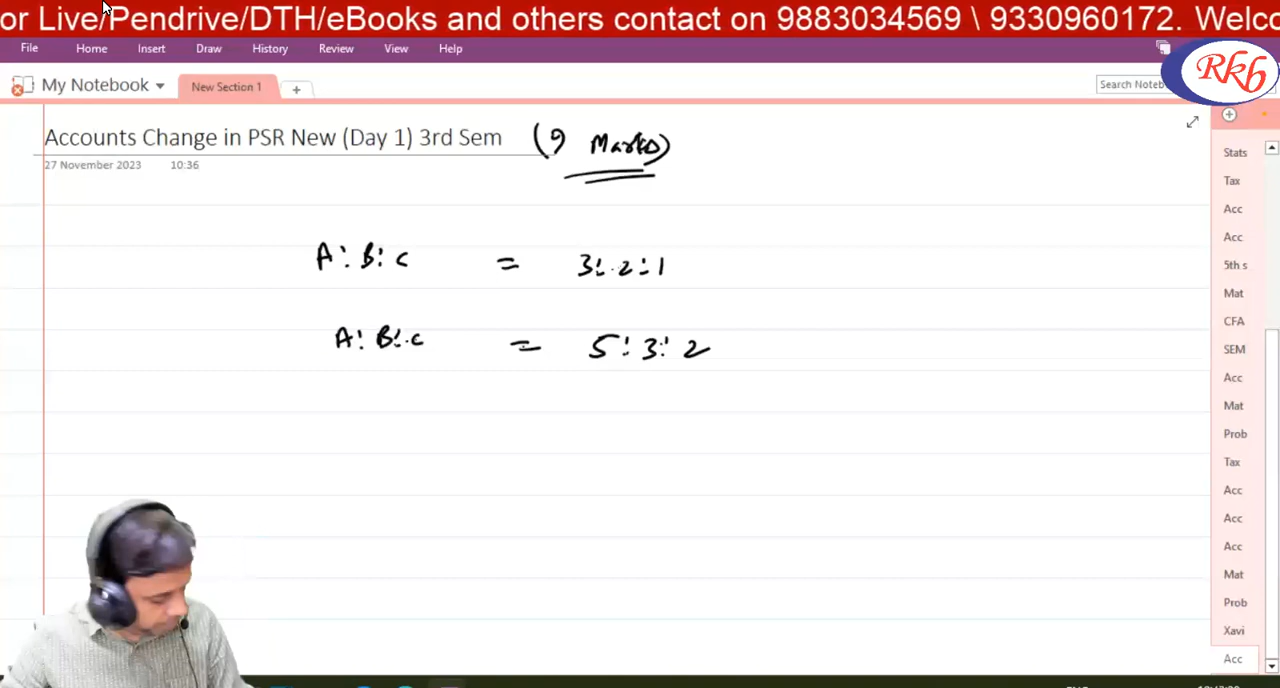 or Live/Pendrive/DTH/eBooks and others contact on 9883034569 \ 9330960172. Welco
File Home Insert Draw History Review View Help
Rkb
My Notebook New Section 1 + Search Noteb
Accounts Change in PSR New (Day 1) 3rd Sem (9 Marks)
27 November 2023 10:36
A:B:C = 3:2:1
A:B:C = 5:3:2
Stats
Tax
Acc
Acc
5th s
Mat
CFA
SEM
Acc
Mat
Prob
Tax
Acc
Acc
Acc
Mat
Prob
Xavi
Acc